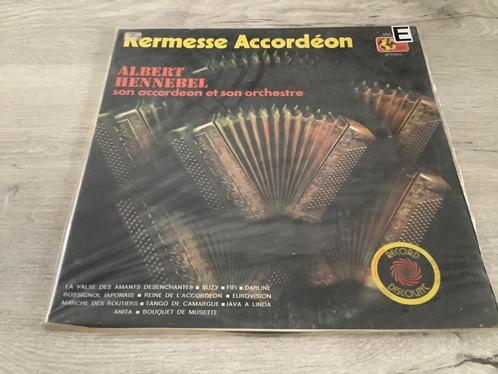 Kermesse Accordéon
E
STEREO
ALBERT
HENNEBEL
son accordeon et son orchestre
RECORD
DISCOUNT
LA VALSE DES AMANTS DESENCHANTES ▪ SUZY ▪ FIFI ▪ DARLINE
ROSSIGNOL JAPONAIS ▪ REINE DE L'ACCORDEON ▪ EUROVISION
MARCHE DES ROUTIERS ▪ TANGO DE CAMARGUE ▪ JAVA A LINDA
ANITA ▪ BOUQUET DE MUSETTE